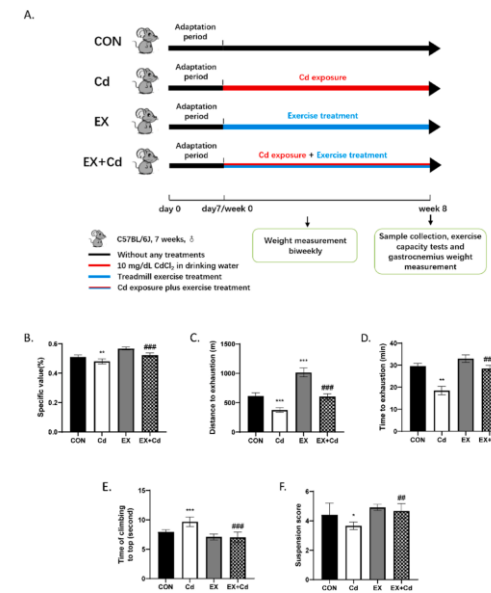 A.
CON
Adaptation
period
Cd
Adaptation
period
Cd exposure
EX
Adaptation
period
Exercise treatment
EX+Cd
Adaptation
period
Cd exposure + Exercise treatment
day 0
day7/week 0
week 8
C57BL/6J, 7 weeks, ♂
Without any treatments
10 mg/dL CdCl₂ in drinking water
Treadmill exercise treatment
Cd exposure plus exercise treatment
Weight measurement
biweekly
Sample collection, exercise
capacity tests and
gastrocnemius weight
measurement
B.
Specific value(%)
0.6
0.4
0.2
0.0
**
###
CON Cd EX EX+Cd
C.
Distance to exhaustion (m)
1500
1000
500
0
***
***
###
CON Cd EX EX+Cd
D.
Time to exhaustion (min)
40
30
20
10
0
**
##
CON Cd EX EX+Cd
E.
Time of climbing
to top (second)
15
10
5
0
***
###
CON Cd EX EX+Cd
F.
Suspension score
6
4
2
0
*
##
CON Cd EX EX+Cd